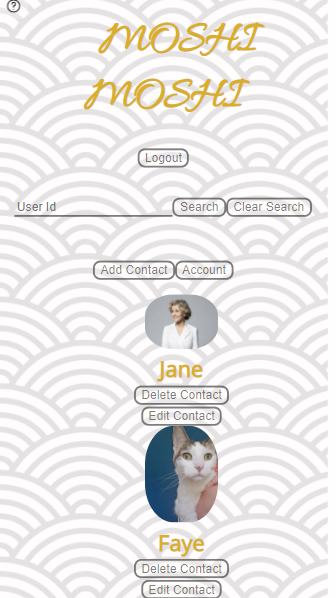 ?
MOSHI
MOSHI
Logout
User Id Search Clear Search
Add Contact Account
Jane
Delete Contact
Edit Contact
Faye
Delete Contact
Edit Contact